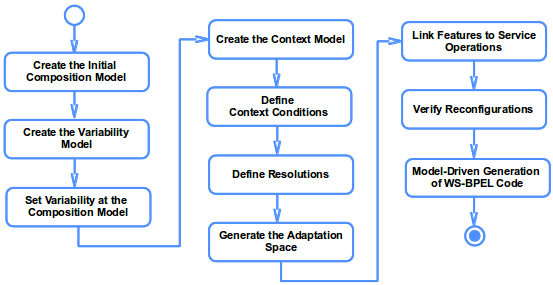 Create the Initial
Composition Model
Create the Variability
Model
Set Variability at the
Composition Model
Create the Context Model
Define
Context Conditions
Define Resolutions
Generate the Adaptation
Space
Link Features to Service
Operations
Verify Reconfigurations
Model-Driven Generation
of WS-BPEL Code